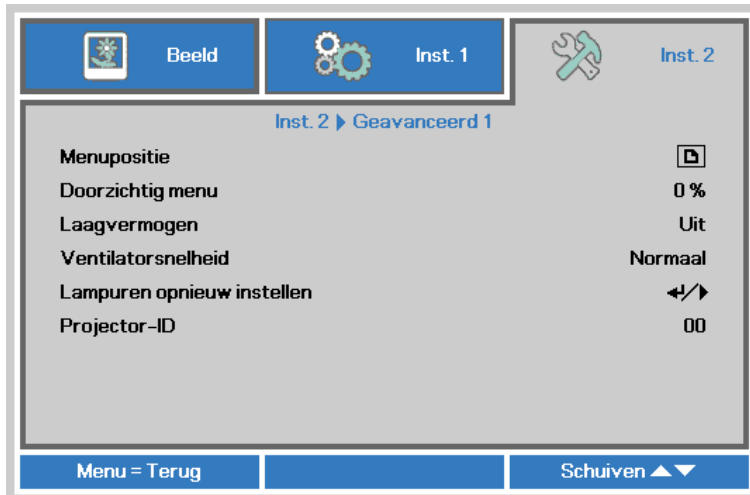 Beeld
Inst. 1
Inst. 2
Inst. 2 ▶ Geavanceerd 1
Menupositie
Doorzichtig menu 0 %
Laagvermogen Uit
Ventilatorsnelheid Normaal
Lampuren opnieuw instellen ↵/▶
Projector-ID 00
Menu = Terug
Schuiven ▲▼